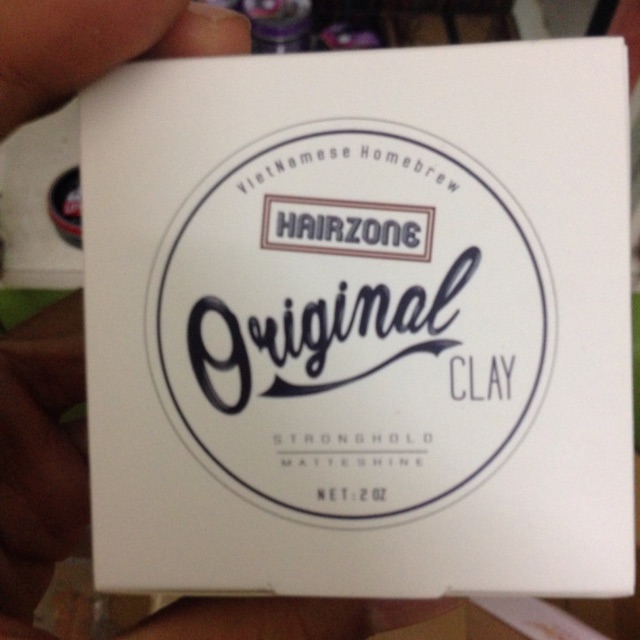 VietNamese Homebrew
HAIRZONE
Original
CLAY
STRONGHOLD
MATTESHINE
NET: 2 OZ